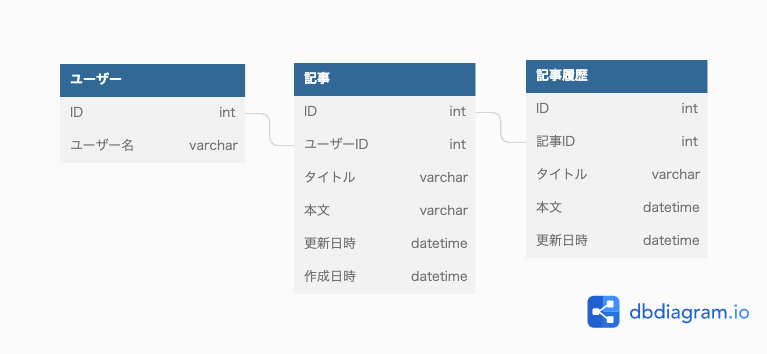 ユーザー
ID int
ユーザー名 varchar
記事
ID int
ユーザーID int
タイトル varchar
本文 varchar
更新日時 datetime
作成日時 datetime
記事履歴
ID int
記事ID int
タイトル varchar
本文 datetime
更新日時 datetime
dbdiagram.io